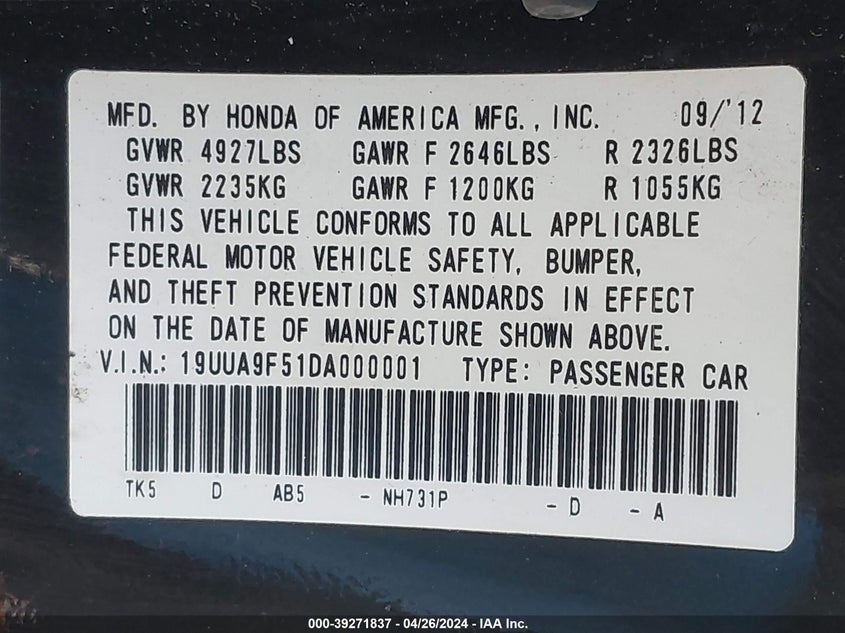 MFD. BY HONDA OF AMERICA MFG., INC. 09/'12
GVWR 4927LBS GAWR F 2646LBS R 2326LBS
GVWR 2235KG GAWR F 1200KG R 1055KG
THIS VEHICLE CONFORMS TO ALL APPLICABLE
FEDERAL MOTOR VEHICLE SAFETY, BUMPER,
AND THEFT PREVENTION STANDARDS IN EFFECT
ON THE DATE OF MANUFACTURE SHOWN ABOVE.
V.I.N.: 19UUA9F51DA000001 TYPE: PASSENGER CAR
TK5 D AB5 - NH731P - D - A
000-39271837 - 04/26/2024 - IAA Inc.